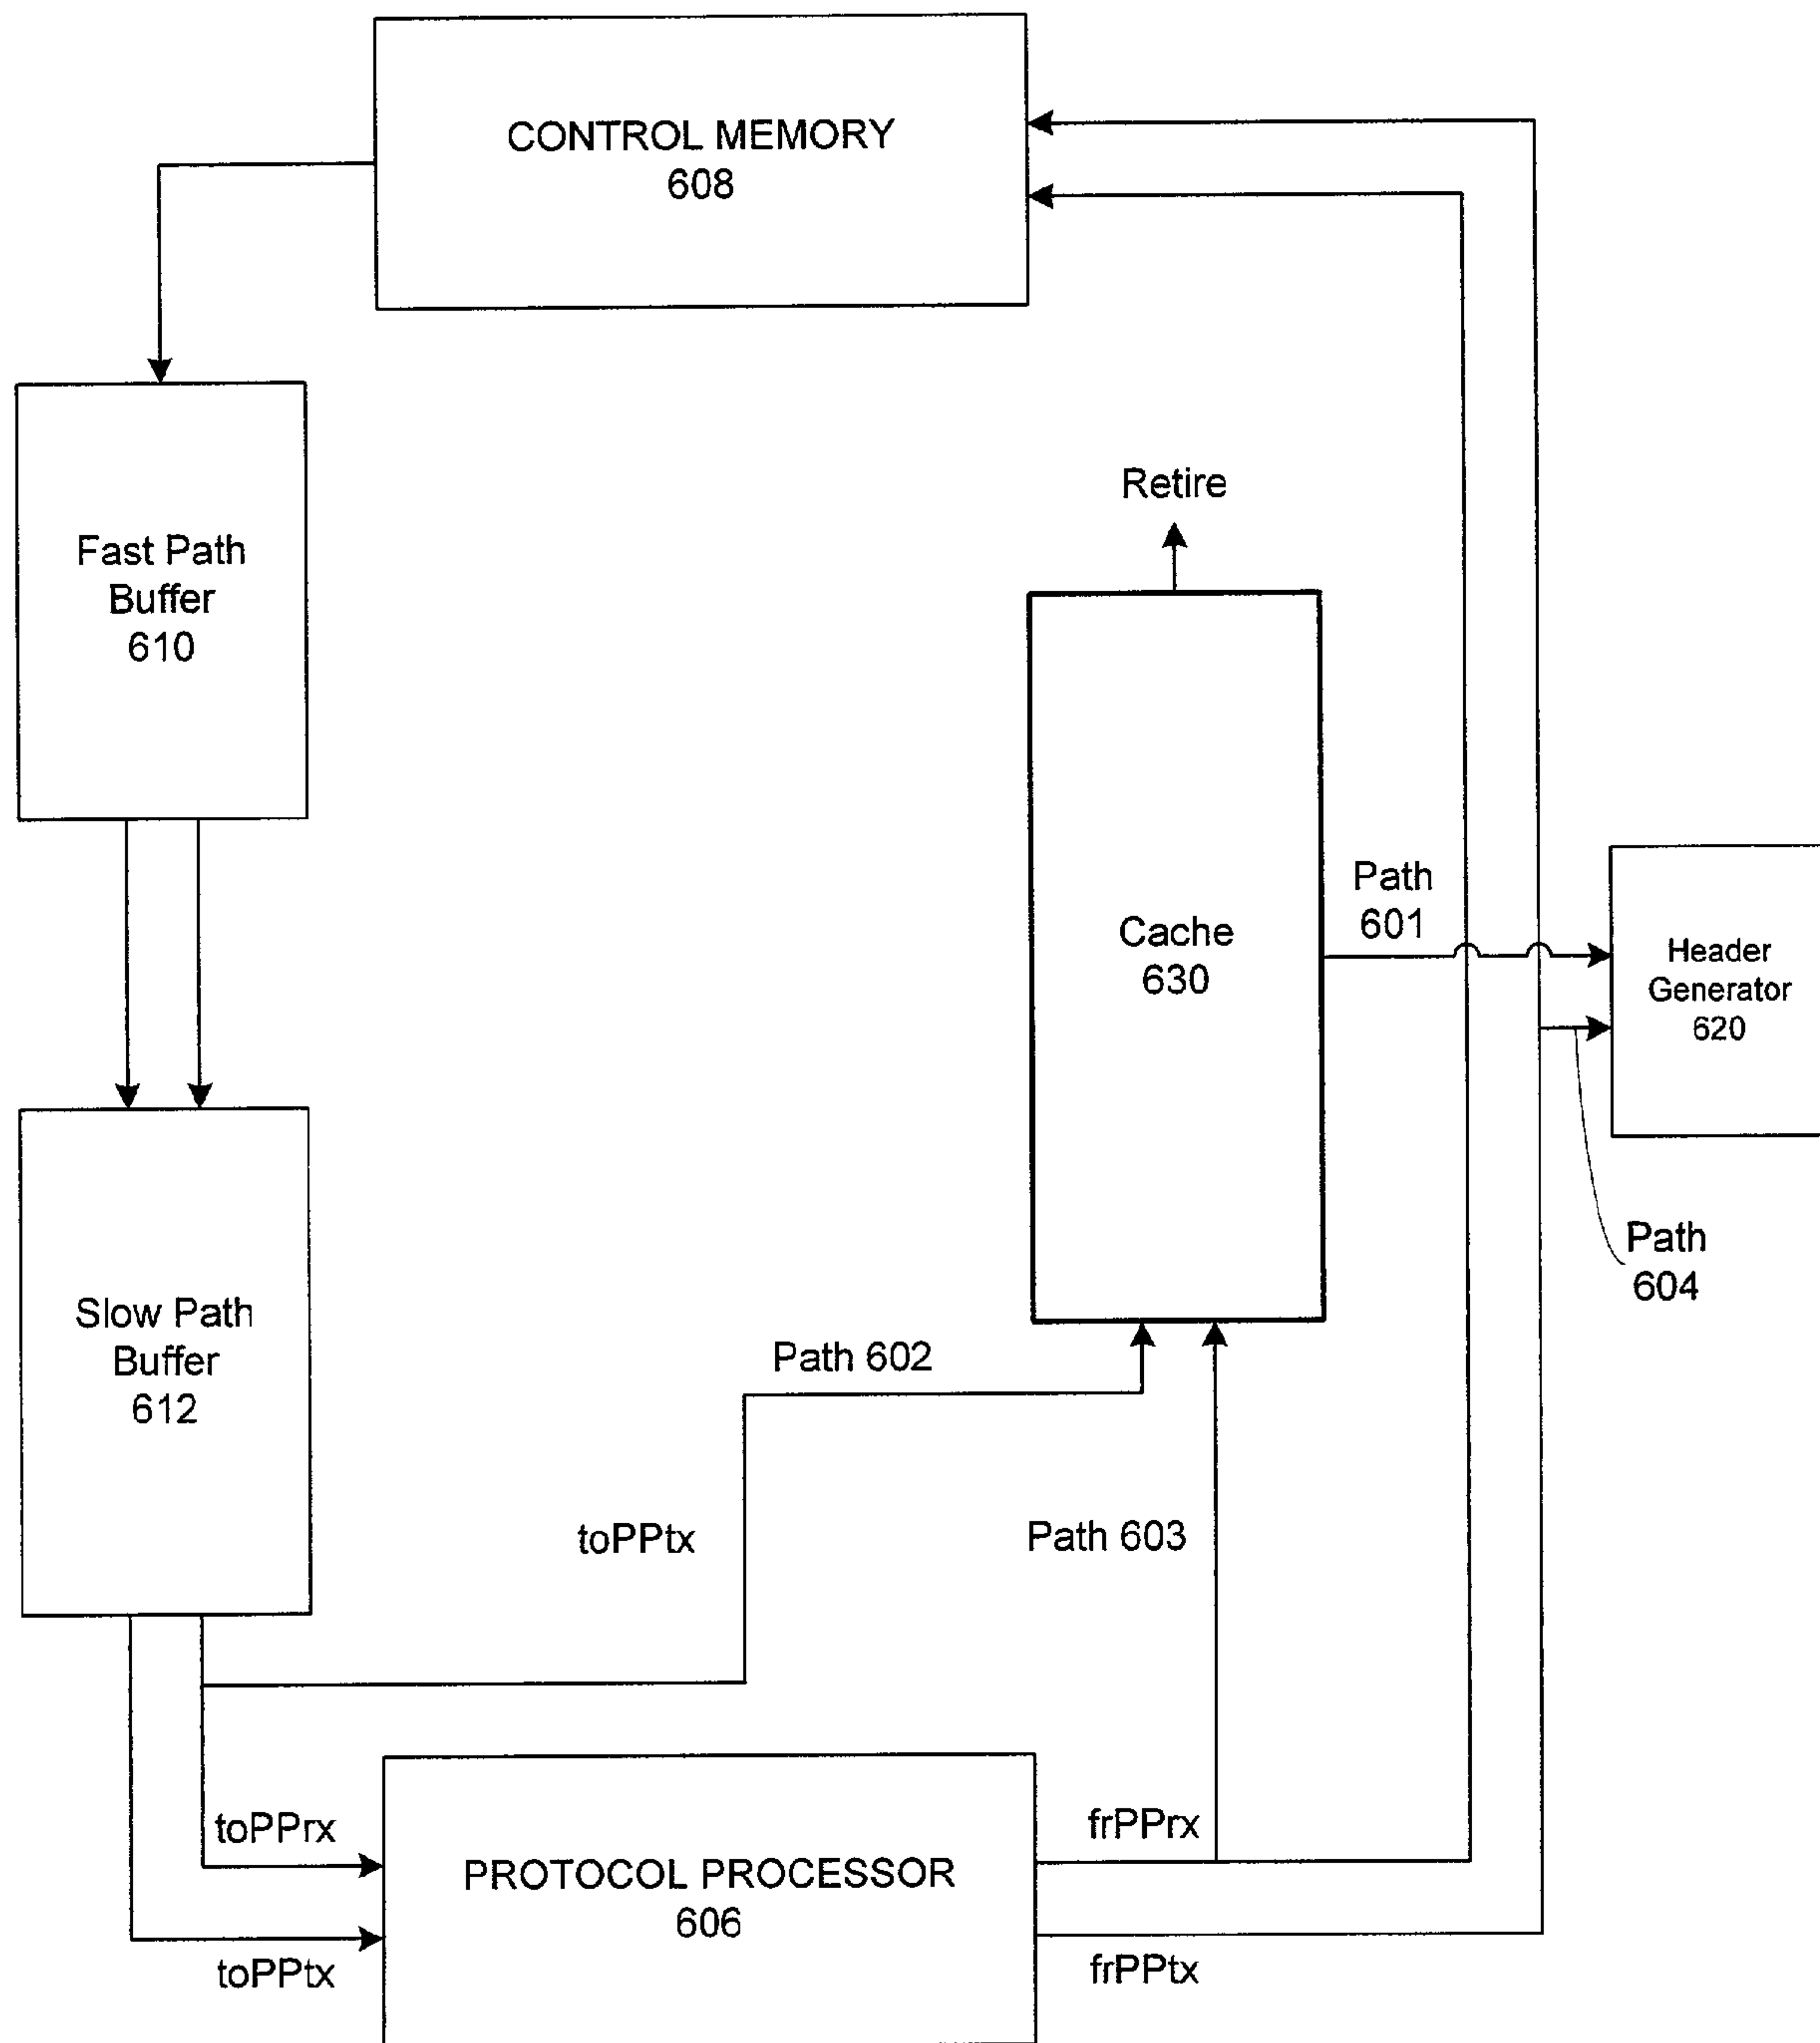 CONTROL MEMORY
608
Fast Path
Buffer
610
Retire
Cache
630
Path
601
Header
Generator
620
Path
604
Slow Path
Buffer
612
Path 602
toPPtx
Path 603
toPPrx
toPPtx
PROTOCOL PROCESSOR
606
frPPrx
frPPtx